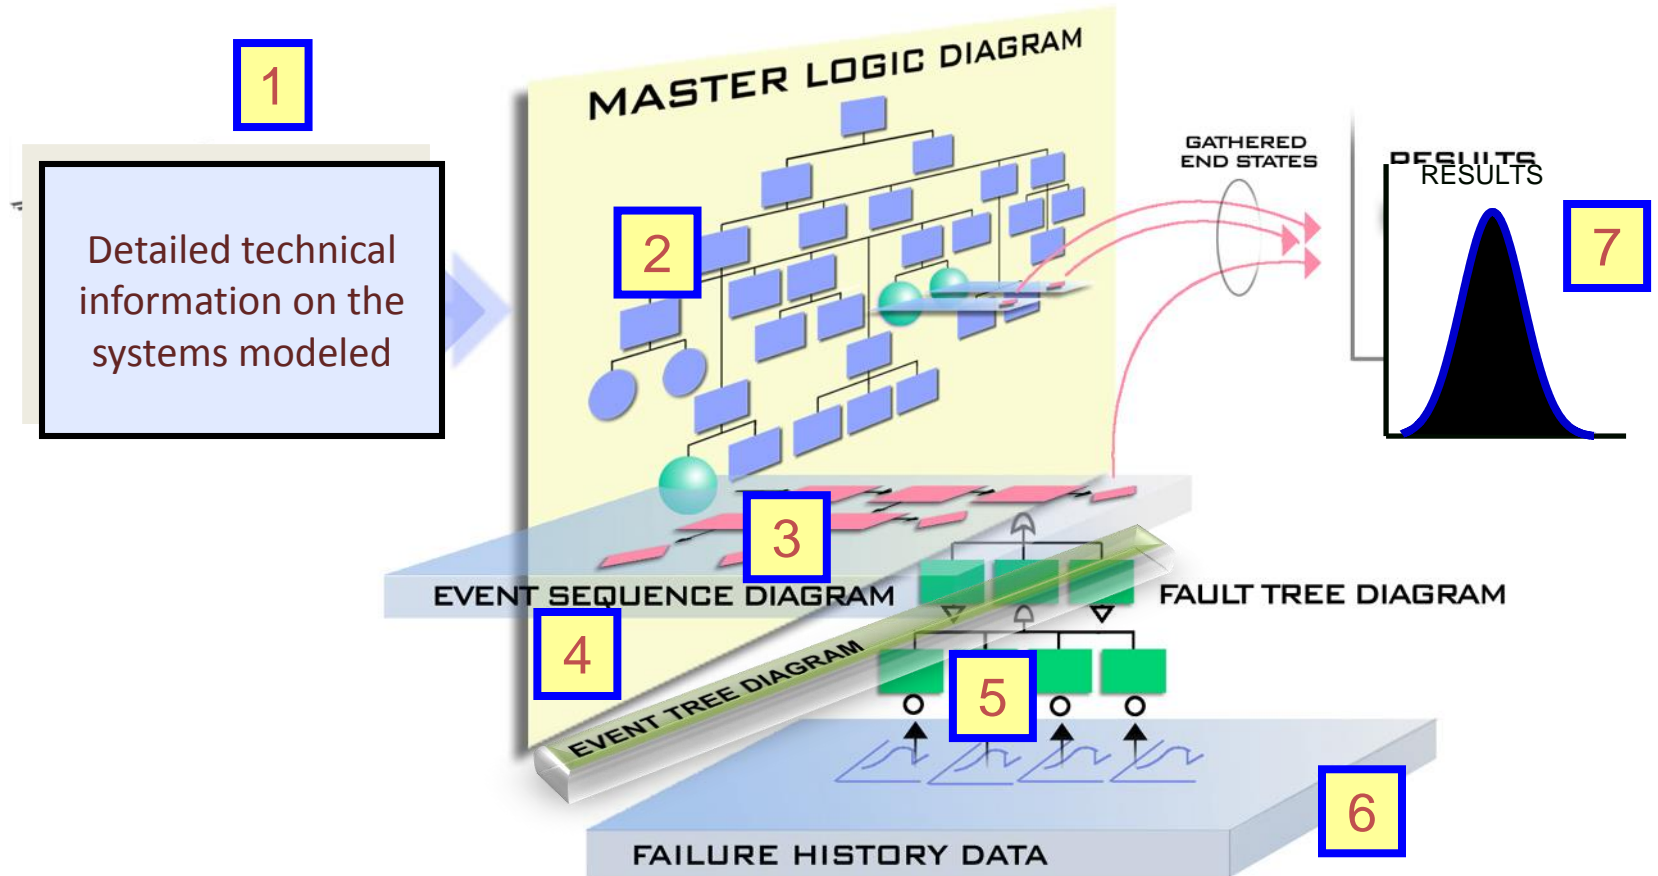 1
Detailed technical
information on the
systems modeled
MASTER LOGIC DIAGRAM
2
GATHERED
END STATES
RESULTS
RESULTS
7
3
EVENT SEQUENCE DIAGRAM
4
EVENT TREE DIAGRAM
FAULT TREE DIAGRAM
5
6
FAILURE HISTORY DATA